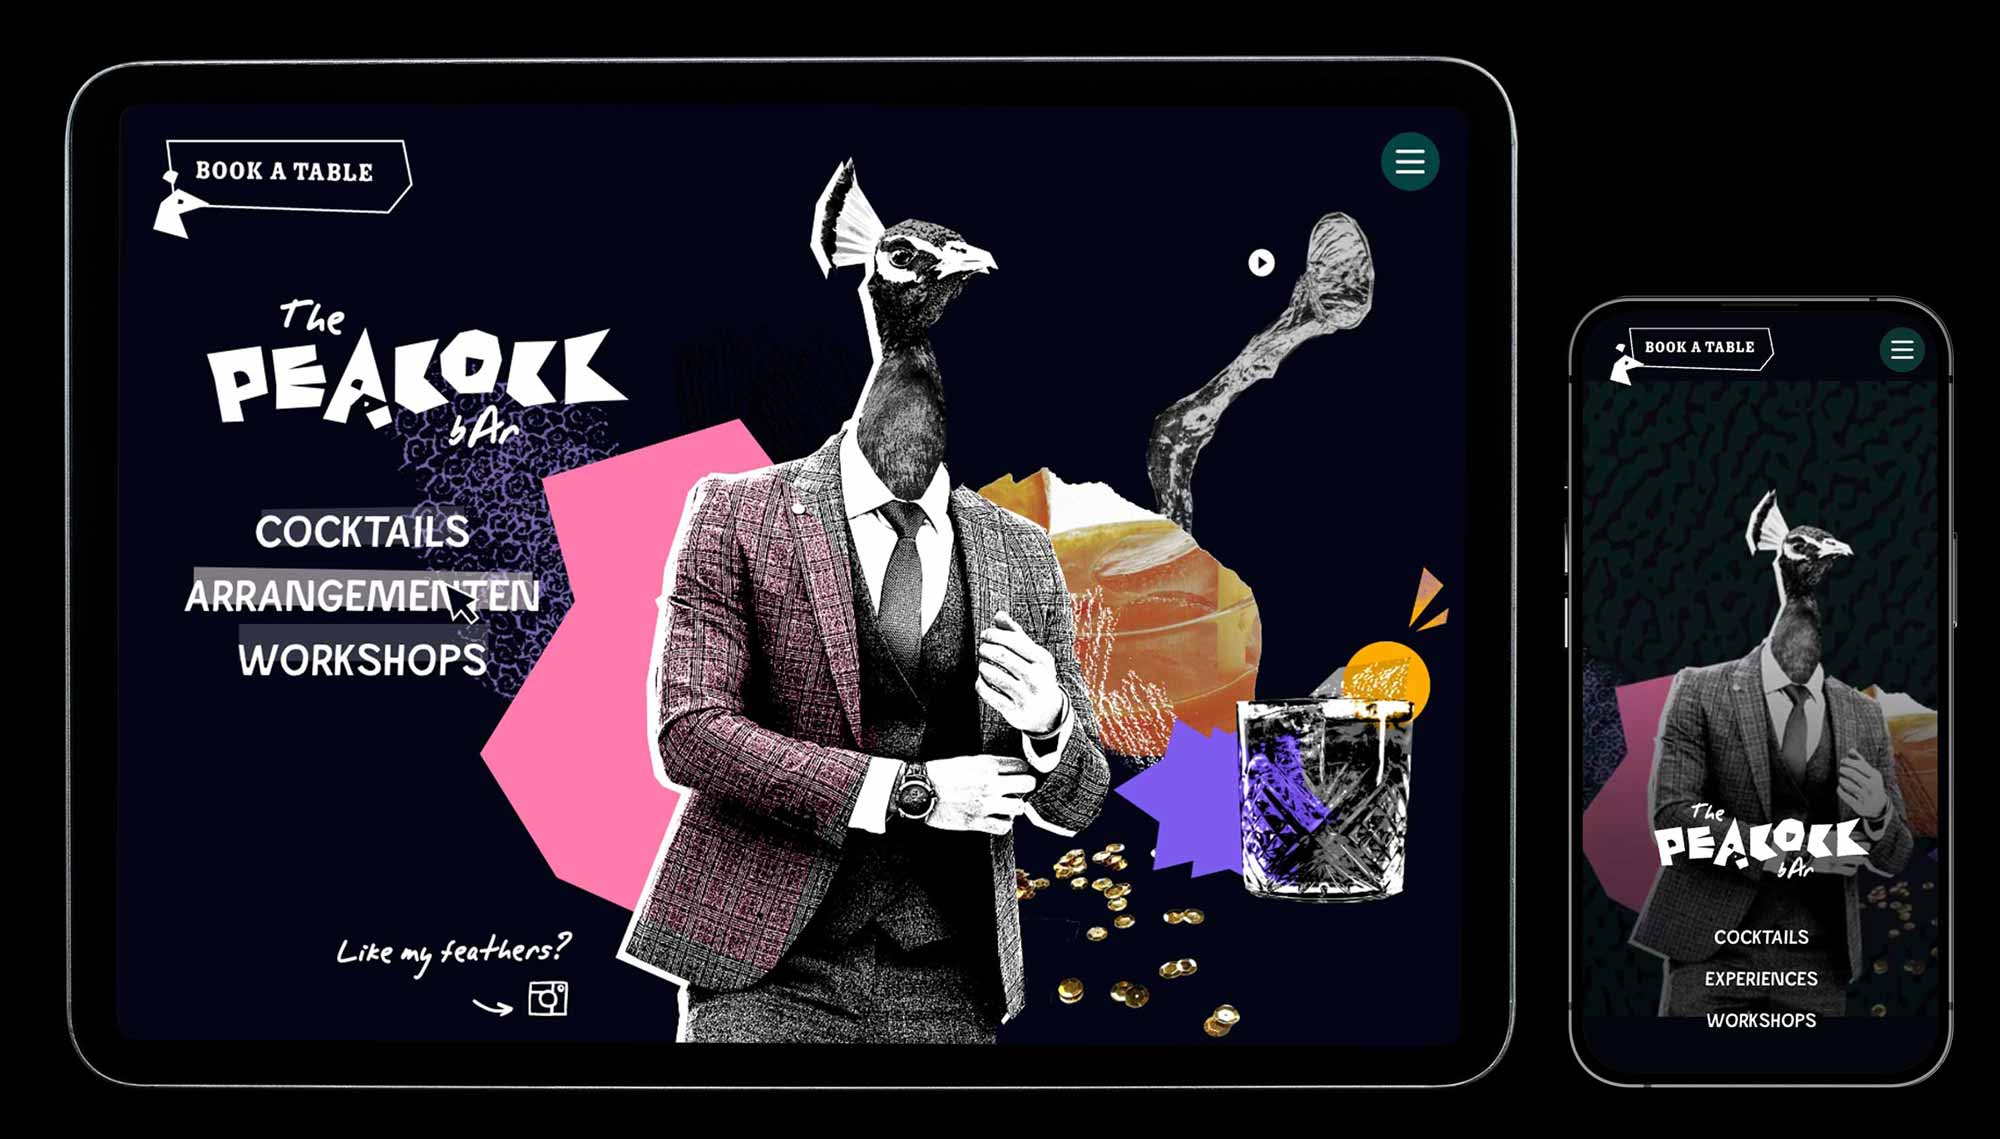 BOOK A TABLE
The
PEACOCK
bAr
COCKTAILS
ARRANGEMENTEN
WORKSHOPS
Like my feathers?
BOOK A TABLE
The
PEACOCK
bAr
COCKTAILS
EXPERIENCES
WORKSHOPS